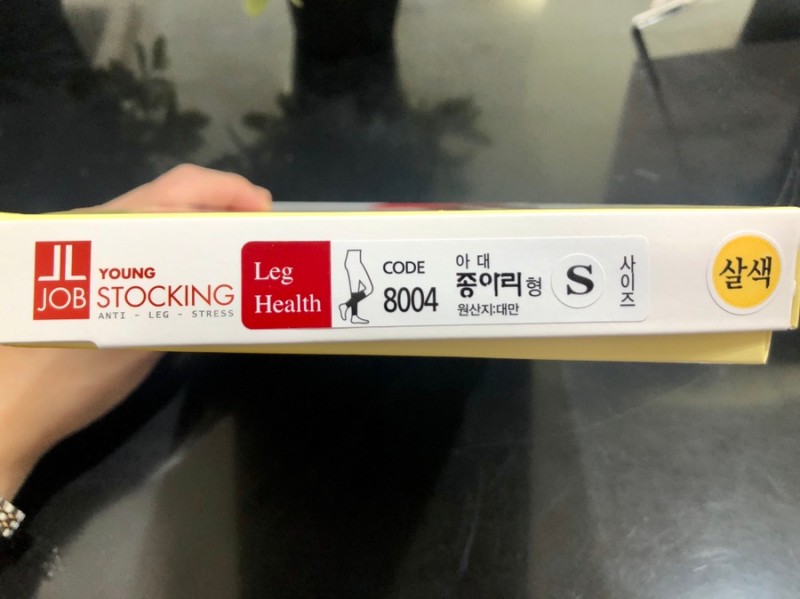 JOB
YOUNG
STOCKING
ANTI - LEG - STRESS
Leg
Health
CODE
8004
아대
종아리형
원산지:대만
S
사이즈
살색